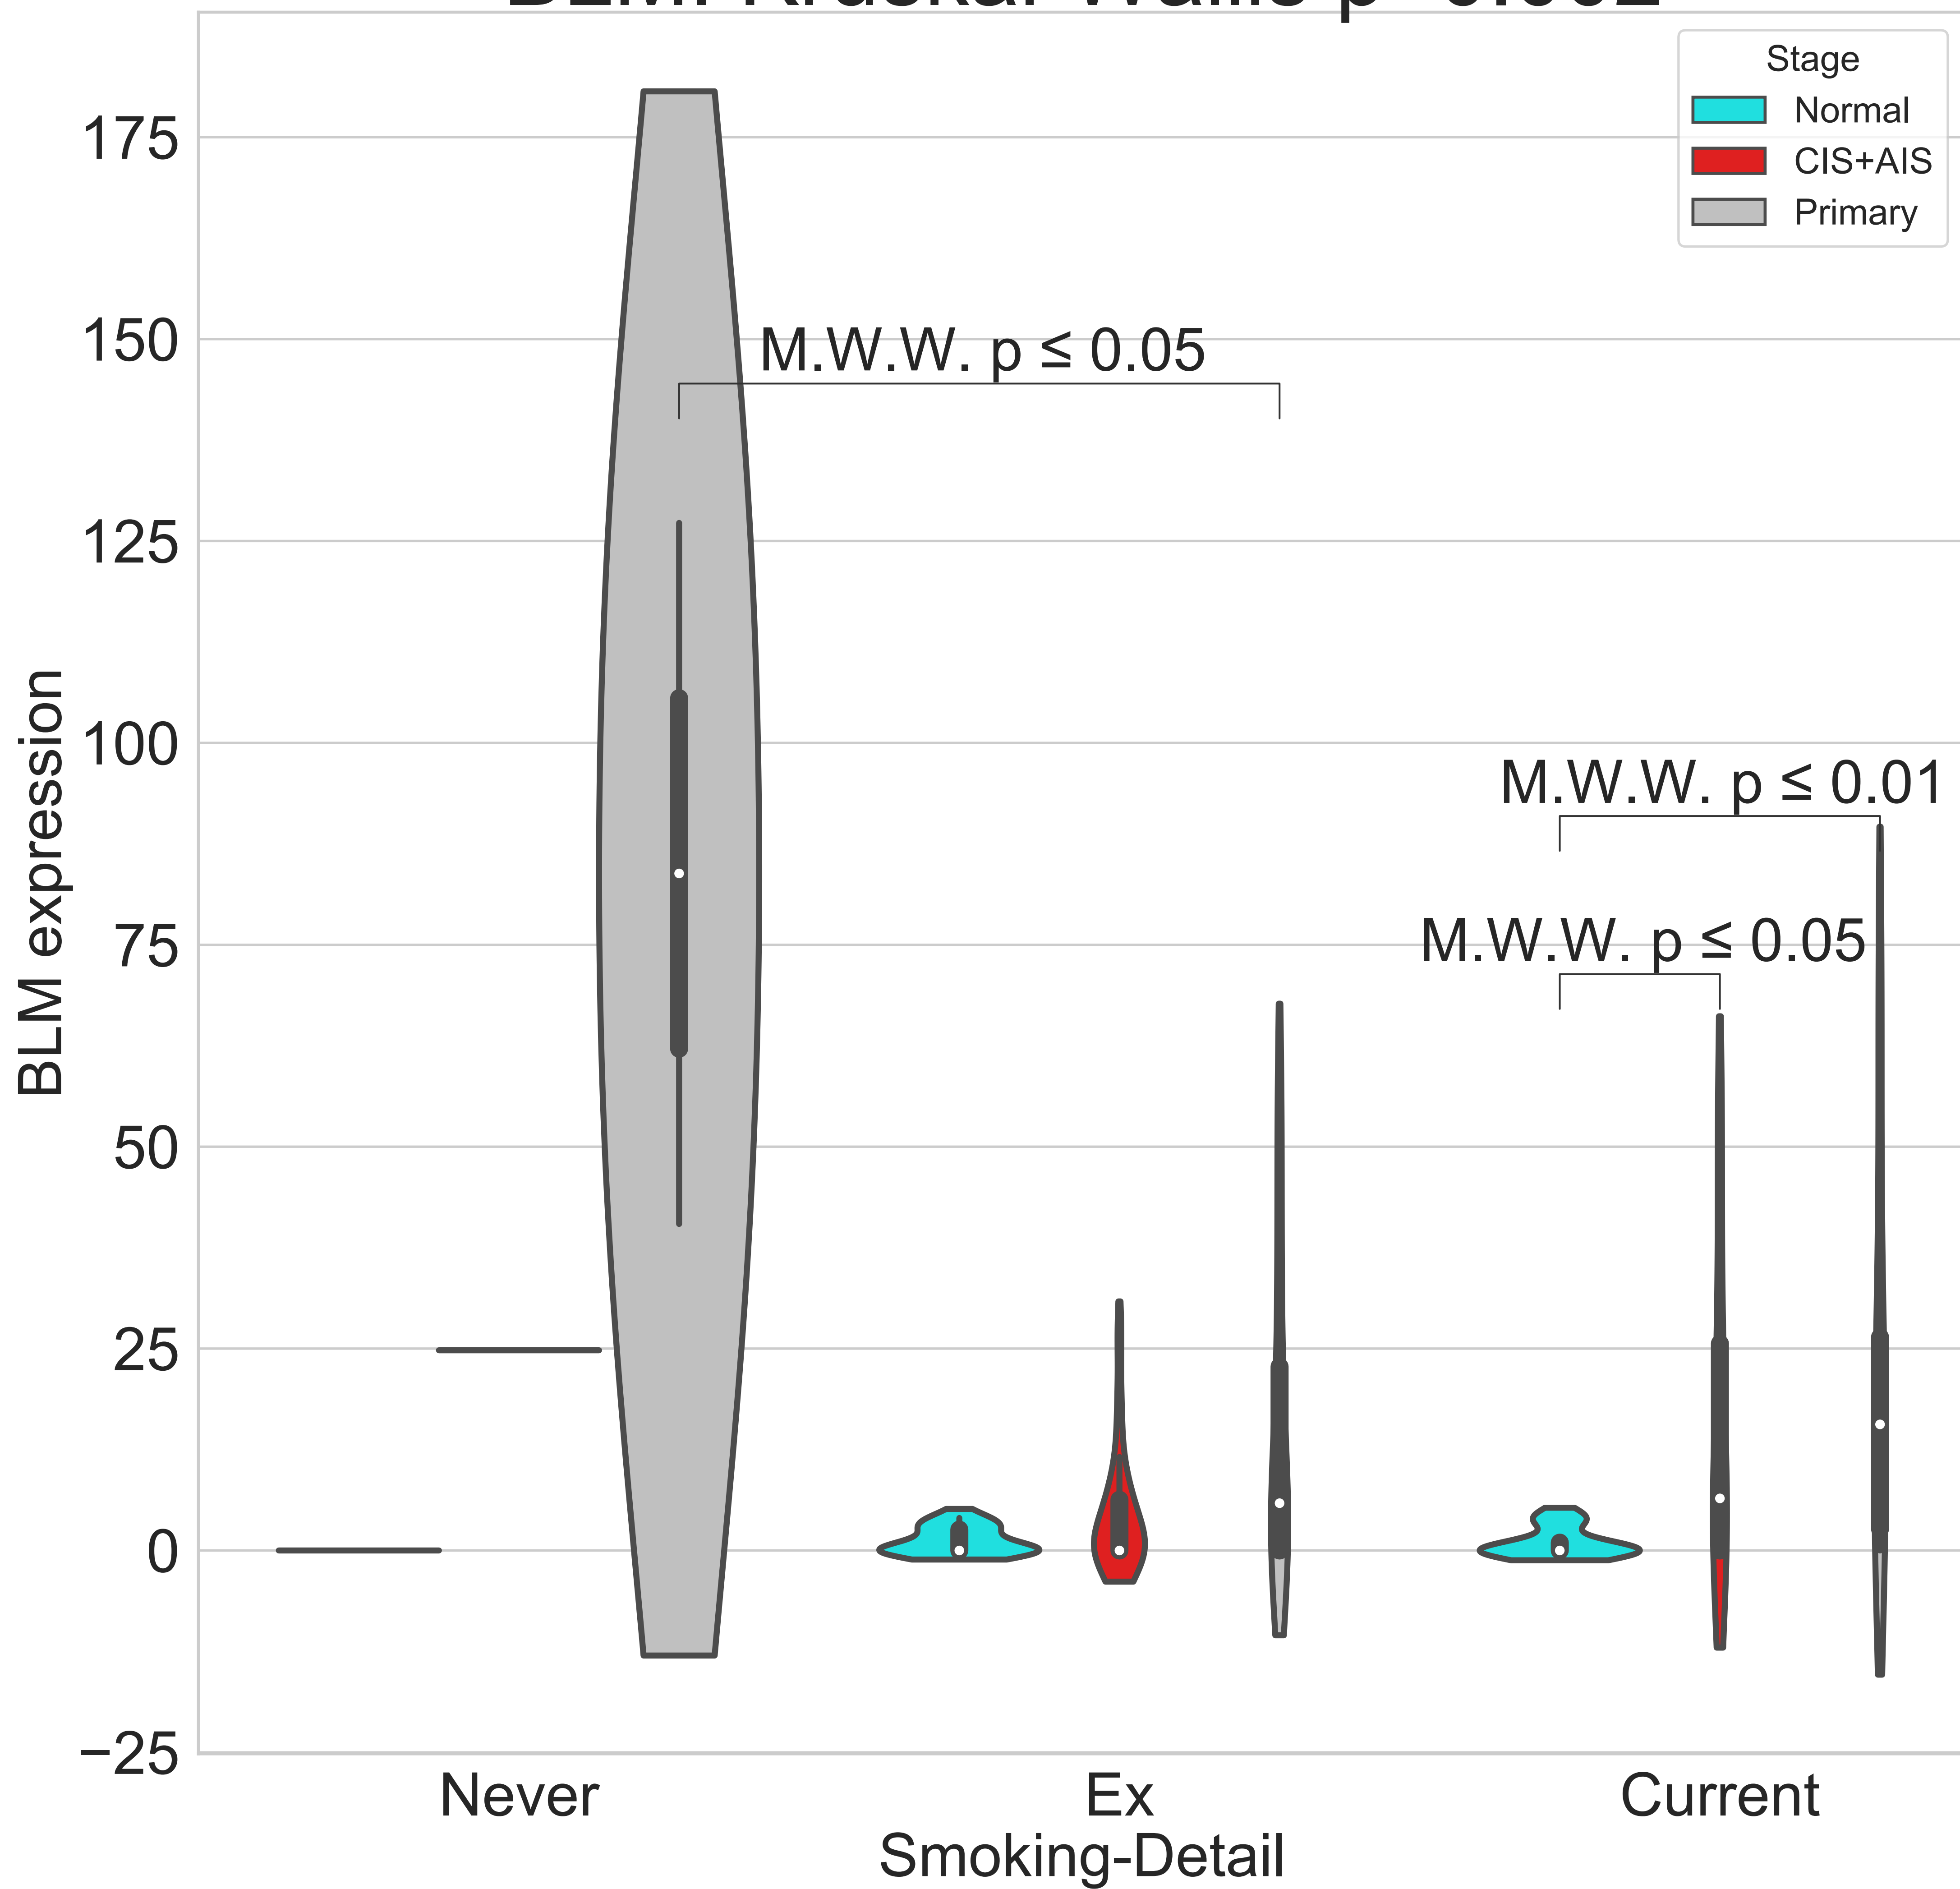 Stage
Normal
CIS+AIS
Primary
175
150
125
100
75
50
25
0
−25
BLM expression
M.W.W. p ≤ 0.05
M.W.W. p ≤ 0.01
M.W.W. p ≤ 0.05
Never
Ex
Current
Smoking-Detail